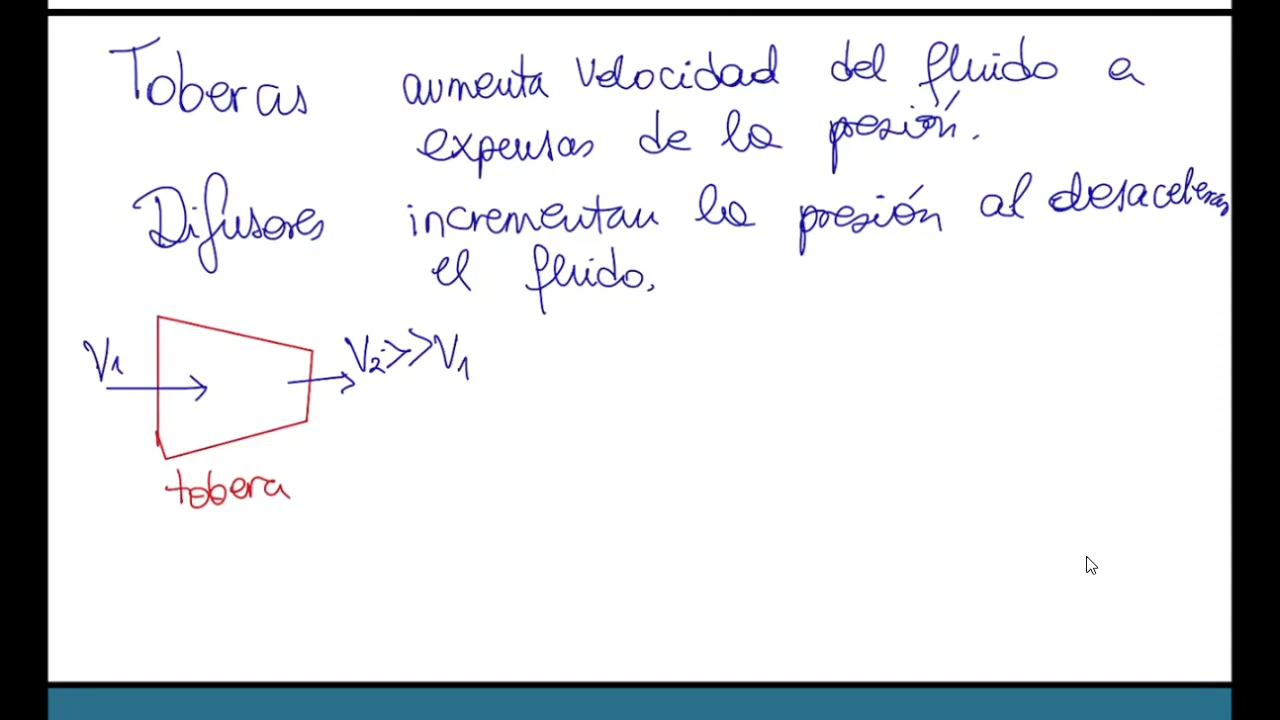 Toberas aumenta velocidad del fluido a
expensas de la presión.
Difusores incrementan la presión al desacelerar
el fluido.
V1
V2>>V1
tobera